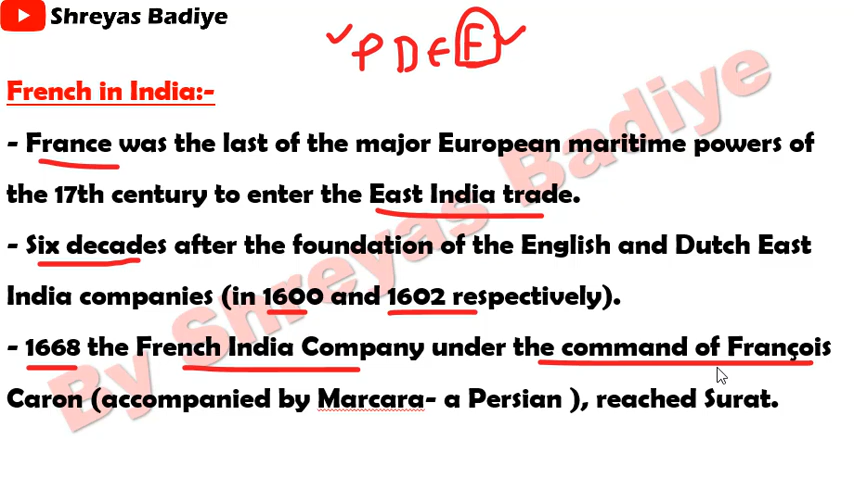 Shreyas Badiye
P D E F
French in India:-
- France was the last of the major European maritime powers of
the 17th century to enter the East India trade.
- Six decades after the foundation of the English and Dutch East
India companies (in 1600 and 1602 respectively).
- 1668 the French India Company under the command of François
Caron (accompanied by Marcara- a Persian ), reached Surat.
By Shreyas Badiye